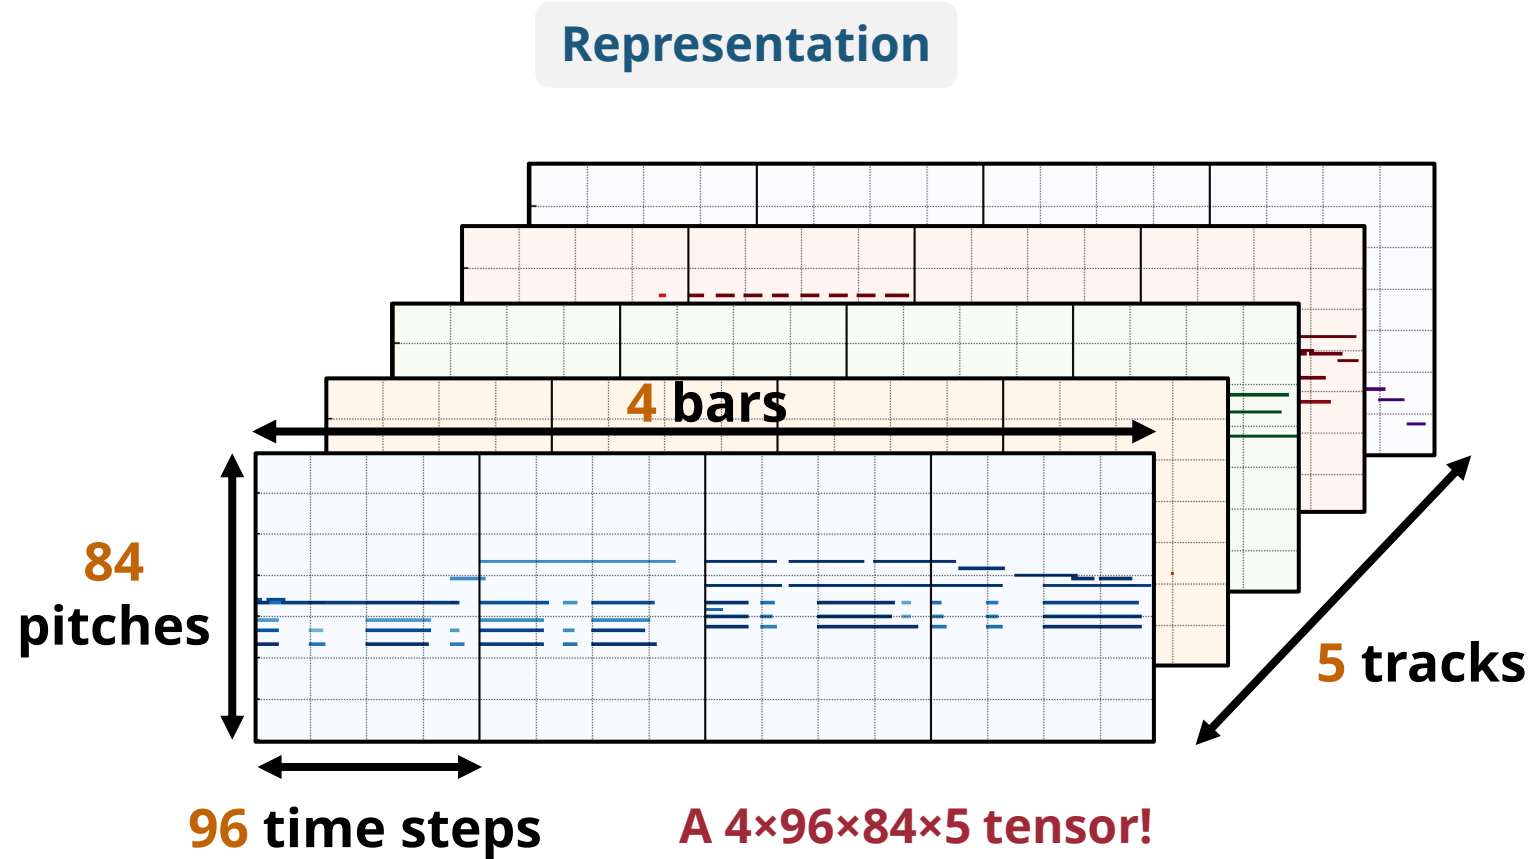 Representation
4 bars
84
pitches
5 tracks
96 time steps
A 4×96×84×5 tensor!